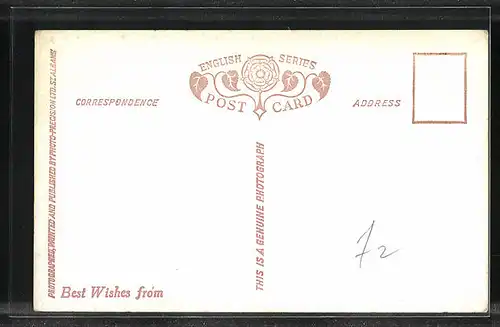 ENGLISH SERIES
POST CARD
CORRESPONDENCE
ADDRESS
PHOTOGRAPHED, PRINTED AND PUBLISHED BY PHOTO-PRECISION LTD. ST. ALBANS
THIS IS A GENUINE PHOTOGRAPH
72
Best Wishes from